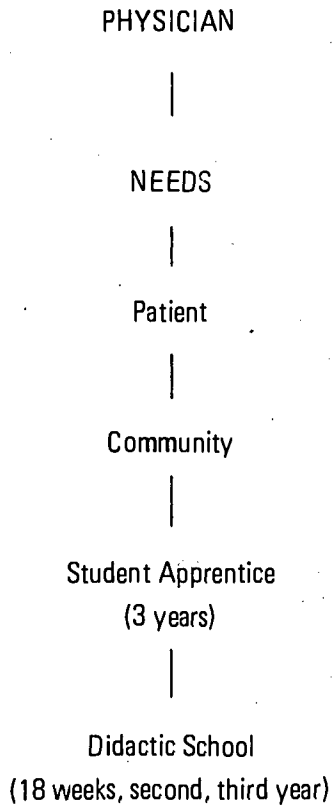 PHYSICIAN
NEEDS
Patient
Community
Student Apprentice
(3 years)
Didactic School
(18 weeks, second, third year)